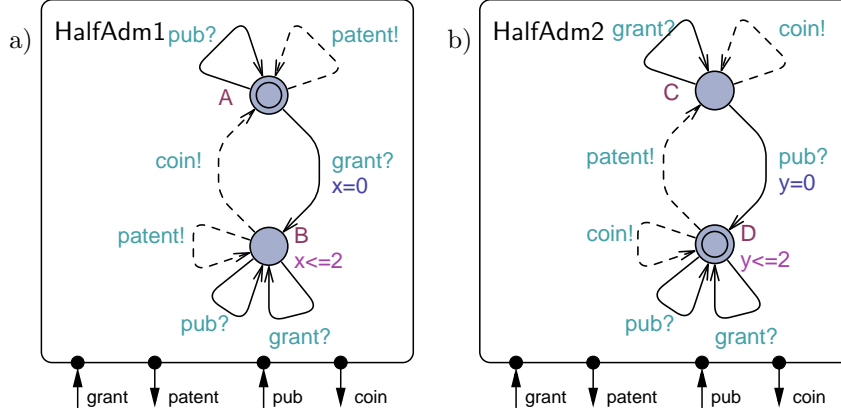 a)
HalfAdm1
pub?
patent!
A
coin!
grant?
x=0
patent!
B
x<=2
pub?
grant?
grant
patent
pub
coin
b)
HalfAdm2
grant?
coin!
C
patent!
pub?
y=0
coin!
D
y<=2
pub?
grant?
grant
patent
pub
coin